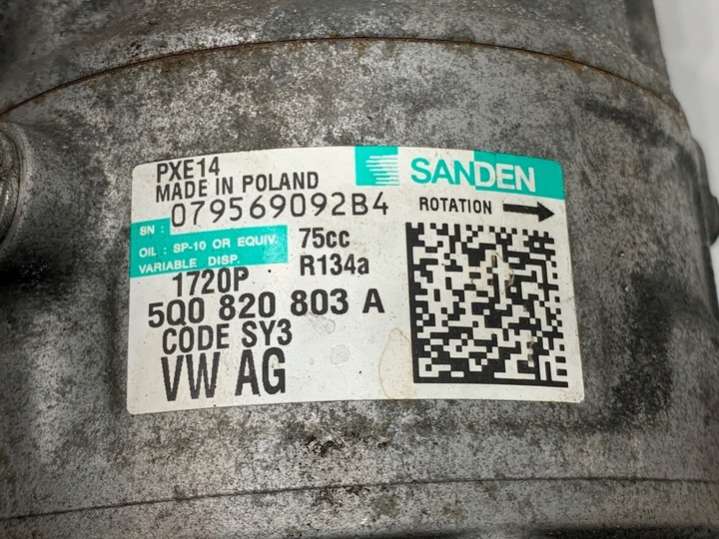 PXE14
MADE IN POLAND
SANDEN
SN : 079569092B4
ROTATION
OIL : SP-10 OR EQUIV. 75cc
VARIABLE DISP. R134a
1720P
5Q0 820 803 A
CODE SY3
VW AG